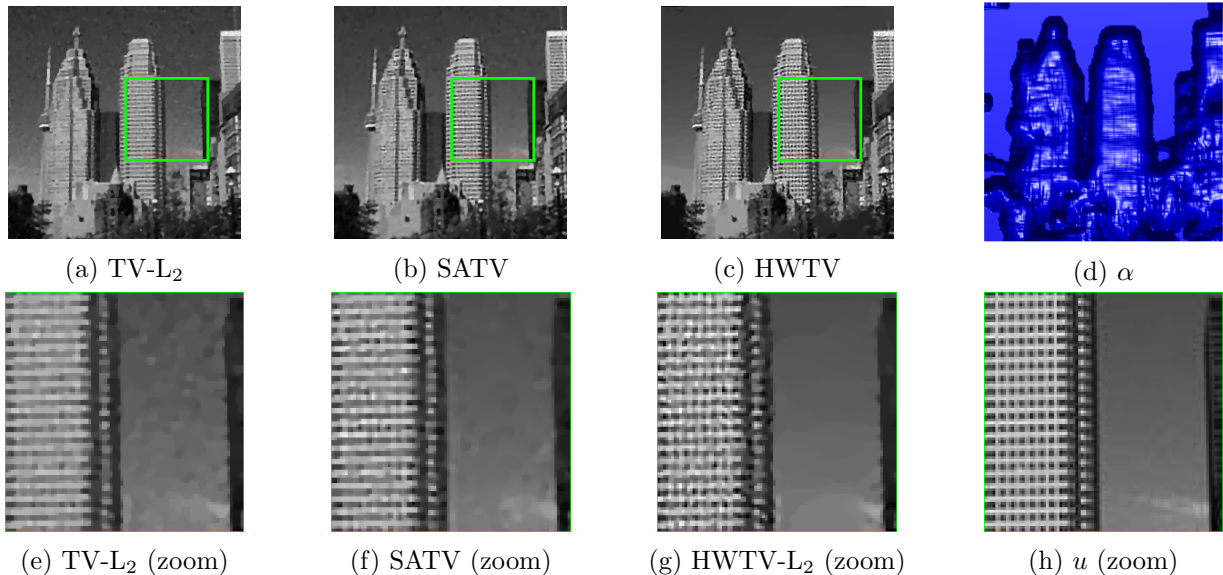 (a) TV-L₂ (b) SATV (c) HWTV (d) α
(e) TV-L₂ (zoom) (f) SATV (zoom) (g) HWTV-L₂ (zoom) (h) u (zoom)